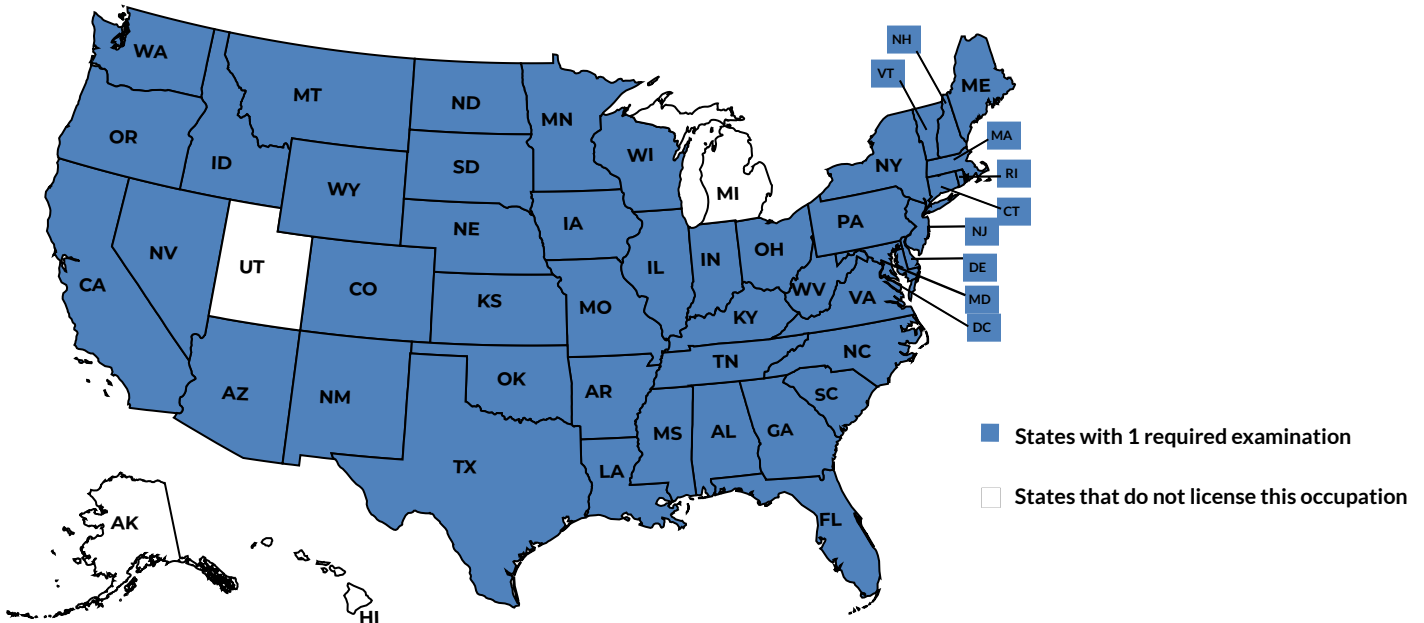 NH
WA
VT
ME
MT
ND
MN
OR
MA
WI
NY
ID
SD
RI
WY
MI
CT
PA
IA
NE
NJ
NV
OH
IN
UT
IL
DE
CA
CO
WV
VA
MD
KS
MO
KY
DC
NC
TN
OK
AR
AZ
NM
SC
MS
AL
GA
States with 1 required examination
TX
LA
States that do not license this occupation
FL
AK
HI